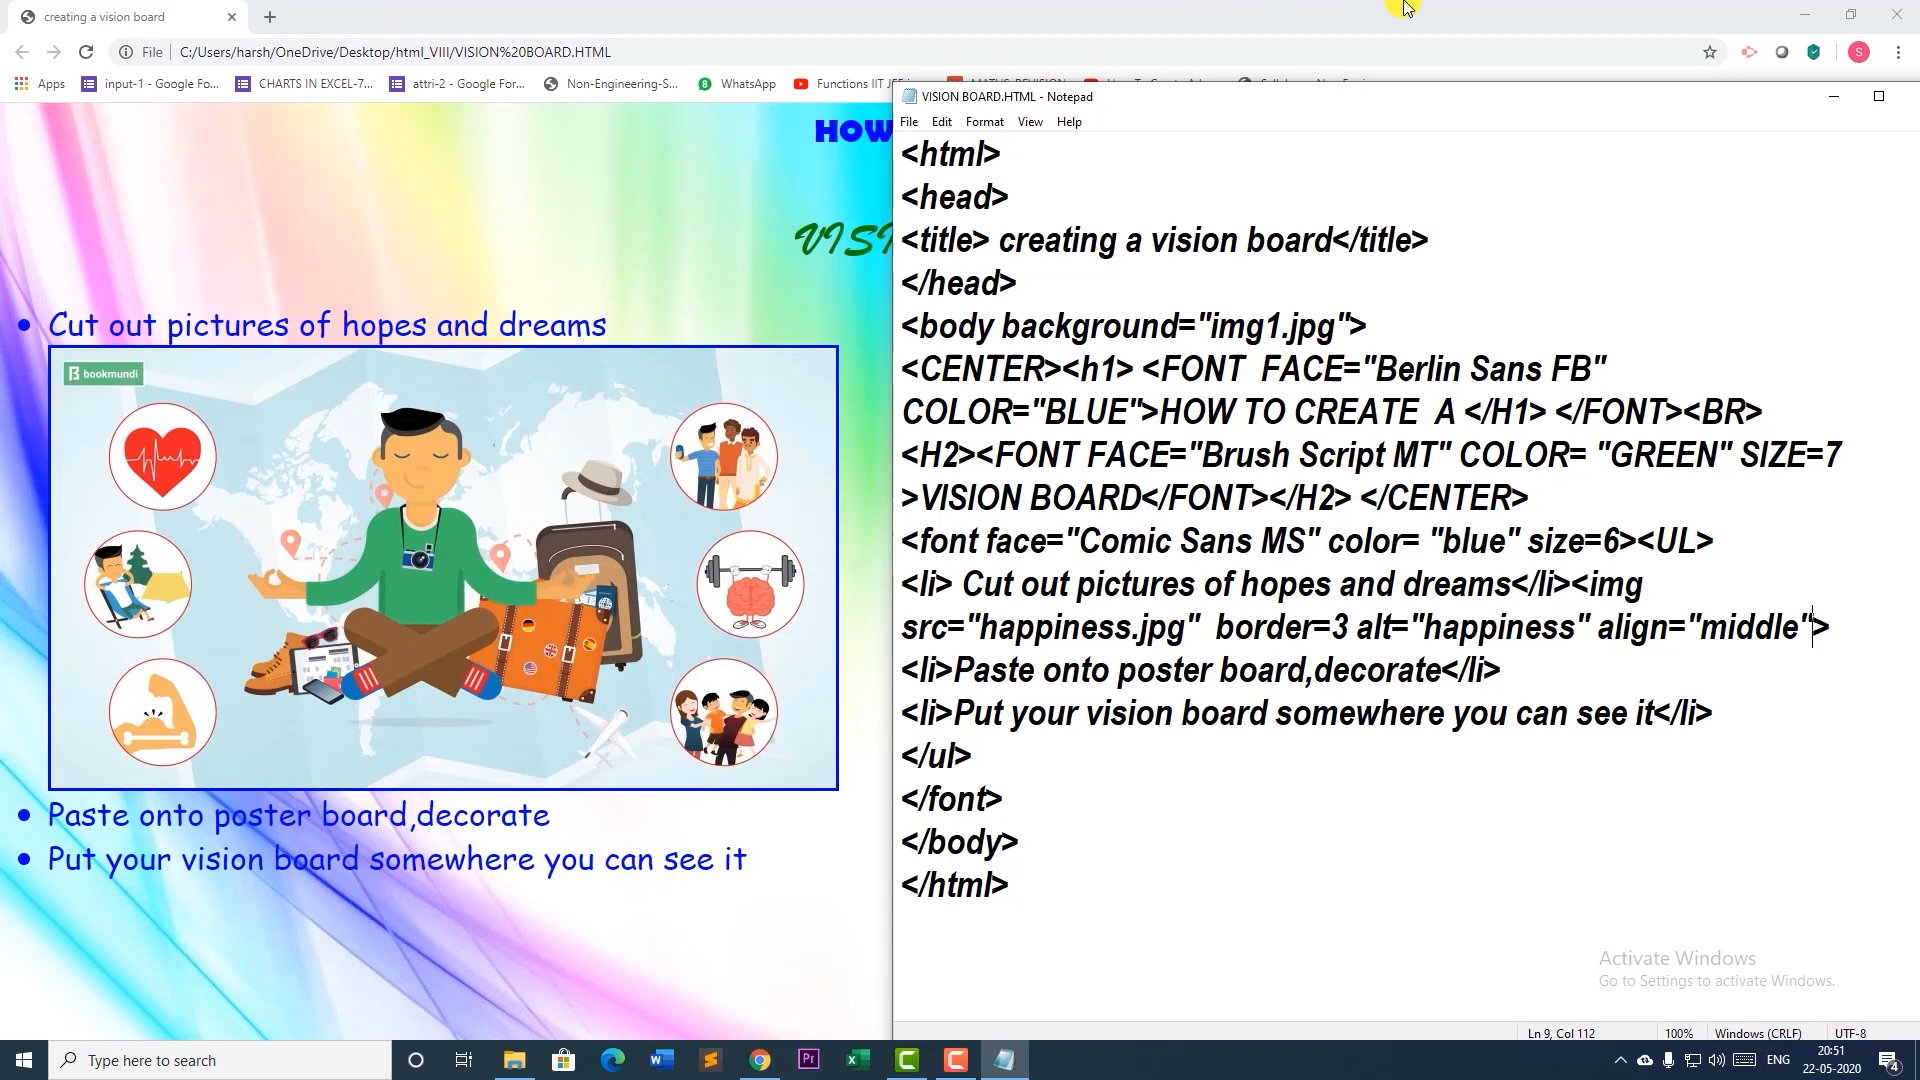 creating a vision board
File
C:/Users/harsh/OneDrive/Desktop/html_VIII/VISION%20BOARD.HTML
S
Apps
input-1 - Google Fo...
CHARTS IN EXCEL-7...
attri-2 - Google For...
Non-Engineering-S...
8
WhatsApp
Functions IIT JEE
VISION BOARD.HTML - Notepad
File Edit Format View Help
HOW
VISI
Cut out pictures of hopes and dreams
bookmundi
Paste onto poster board,decorate
Put your vision board somewhere you can see it
<html>
<head>
<title> creating a vision board</title>
</head>
<body background="img1.jpg">
<CENTER><h1> <FONT  FACE="Berlin Sans FB"
COLOR="BLUE">HOW TO CREATE  A </H1> </FONT><BR>
<H2><FONT FACE="Brush Script MT" COLOR= "GREEN" SIZE=7
>VISION BOARD</FONT></H2> </CENTER>
<font face="Comic Sans MS" color= "blue" size=6><UL>
<li> Cut out pictures of hopes and dreams</li><img
src="happiness.jpg"  border=3 alt="happiness" align="middle">
<li>Paste onto poster board,decorate</li>
<li>Put your vision board somewhere you can see it</li>
</ul>
</font>
</body>
</html>
Activate Windows
Go to Settings to activate Windows.
Ln 9, Col 112
100%
Windows (CRLF)
UTF-8
Type here to search
W
Pr
X
C
C
ENG
20:51
22-05-2020
4